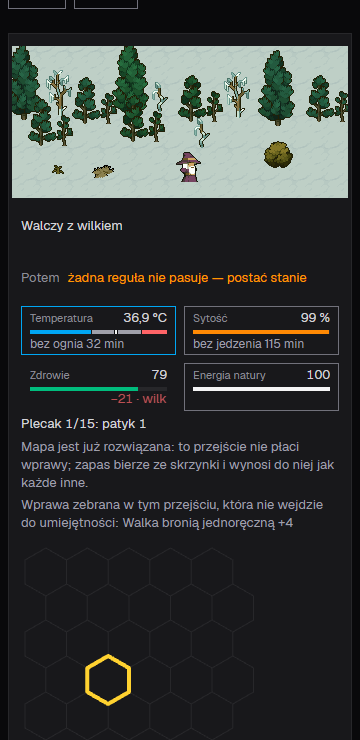 Walczy z wilkiem
Potem żadna reguła nie pasuje — postać stanie
Temperatura 36,9 °C
bez ognia 32 min
Sytość 99 %
bez jedzenia 115 min
Zdrowie 79
−21 · wilk
Energia natury 100
Plecak 1/15: patyk 1
Mapa jest już rozwiązana: to przejście nie płaci
wprawy; zapas bierze ze skrzynki i wynosi do niej jak
każde inne.
Wprawa zebrana w tym przejściu, która nie wejdzie
do umiejętności: Walka bronią jednoręczną +4